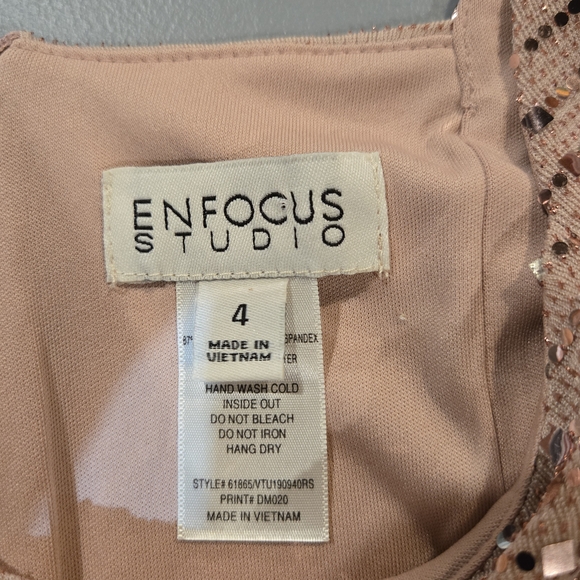 ENFOCUS
STUDIO
4
MADE IN
VIETNAM
SPANDEX
HAND WASH COLD
INSIDE OUT
DO NOT BLEACH
DO NOT IRON
HANG DRY
STYLE# 61865/VTU190940RS
PRINT# DM020
MADE IN VIETNAM